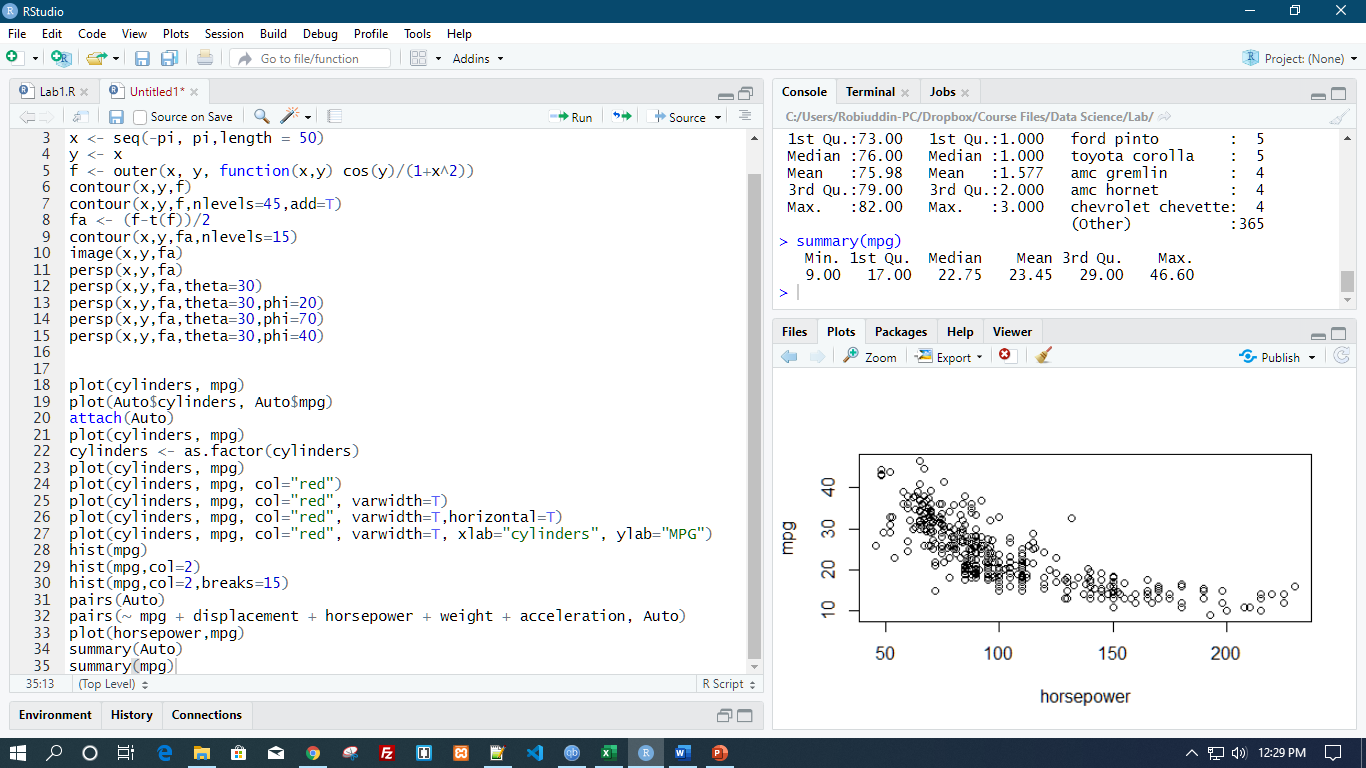 RStudio
File Edit Code View Plots Session Build Debug Profile Tools Help
Go to file/function Addins Project: (None)
Lab1.R Untitled1*
Source on Save Run Source
3 x <- seq(-pi, pi,length = 50)
4 y <- x
5 f <- outer(x, y, function(x,y) cos(y)/(1+x^2))
6 contour(x,y,f)
7 contour(x,y,f,nlevels=45,add=T)
8 fa <- (f-t(f))/2
9 contour(x,y,fa,nlevels=15)
10 image(x,y,fa)
11 persp(x,y,fa)
12 persp(x,y,fa,theta=30)
13 persp(x,y,fa,theta=30,phi=20)
14 persp(x,y,fa,theta=30,phi=70)
15 persp(x,y,fa,theta=30,phi=40)
16
17
18 plot(cylinders, mpg)
19 plot(Auto$cylinders, Auto$mpg)
20 attach(Auto)
21 plot(cylinders, mpg)
22 cylinders <- as.factor(cylinders)
23 plot(cylinders, mpg)
24 plot(cylinders, mpg, col="red")
25 plot(cylinders, mpg, col="red", varwidth=T)
26 plot(cylinders, mpg, col="red", varwidth=T,horizontal=T)
27 plot(cylinders, mpg, col="red", varwidth=T, xlab="cylinders", ylab="MPG")
28 hist(mpg)
29 hist(mpg,col=2)
30 hist(mpg,col=2,breaks=15)
31 pairs(Auto)
32 pairs(~ mpg + displacement + horsepower + weight + acceleration, Auto)
33 plot(horsepower,mpg)
34 summary(Auto)
35 summary(mpg)
35:13 (Top Level) R Script
Environment History Connections
Console Terminal Jobs
C:/Users/Robiuddin-PC/Dropbox/Course Files/Data Science/Lab/
1st Qu.:73.00 1st Qu.:1.000 ford pinto : 5
Median :76.00 Median :1.000 toyota corolla : 5
Mean :75.98 Mean :1.577 amc gremlin : 4
3rd Qu.:79.00 3rd Qu.:2.000 amc hornet : 4
Max. :82.00 Max. :3.000 chevrolet chevette: 4
(Other) :365
> summary(mpg)
Min. 1st Qu. Median Mean 3rd Qu. Max.
9.00 17.00 22.75 23.45 29.00 46.60
>
Files Plots Packages Help Viewer
Zoom Export Publish
mpg
40
30
20
10
50 100 150 200
horsepower
12:29 PM